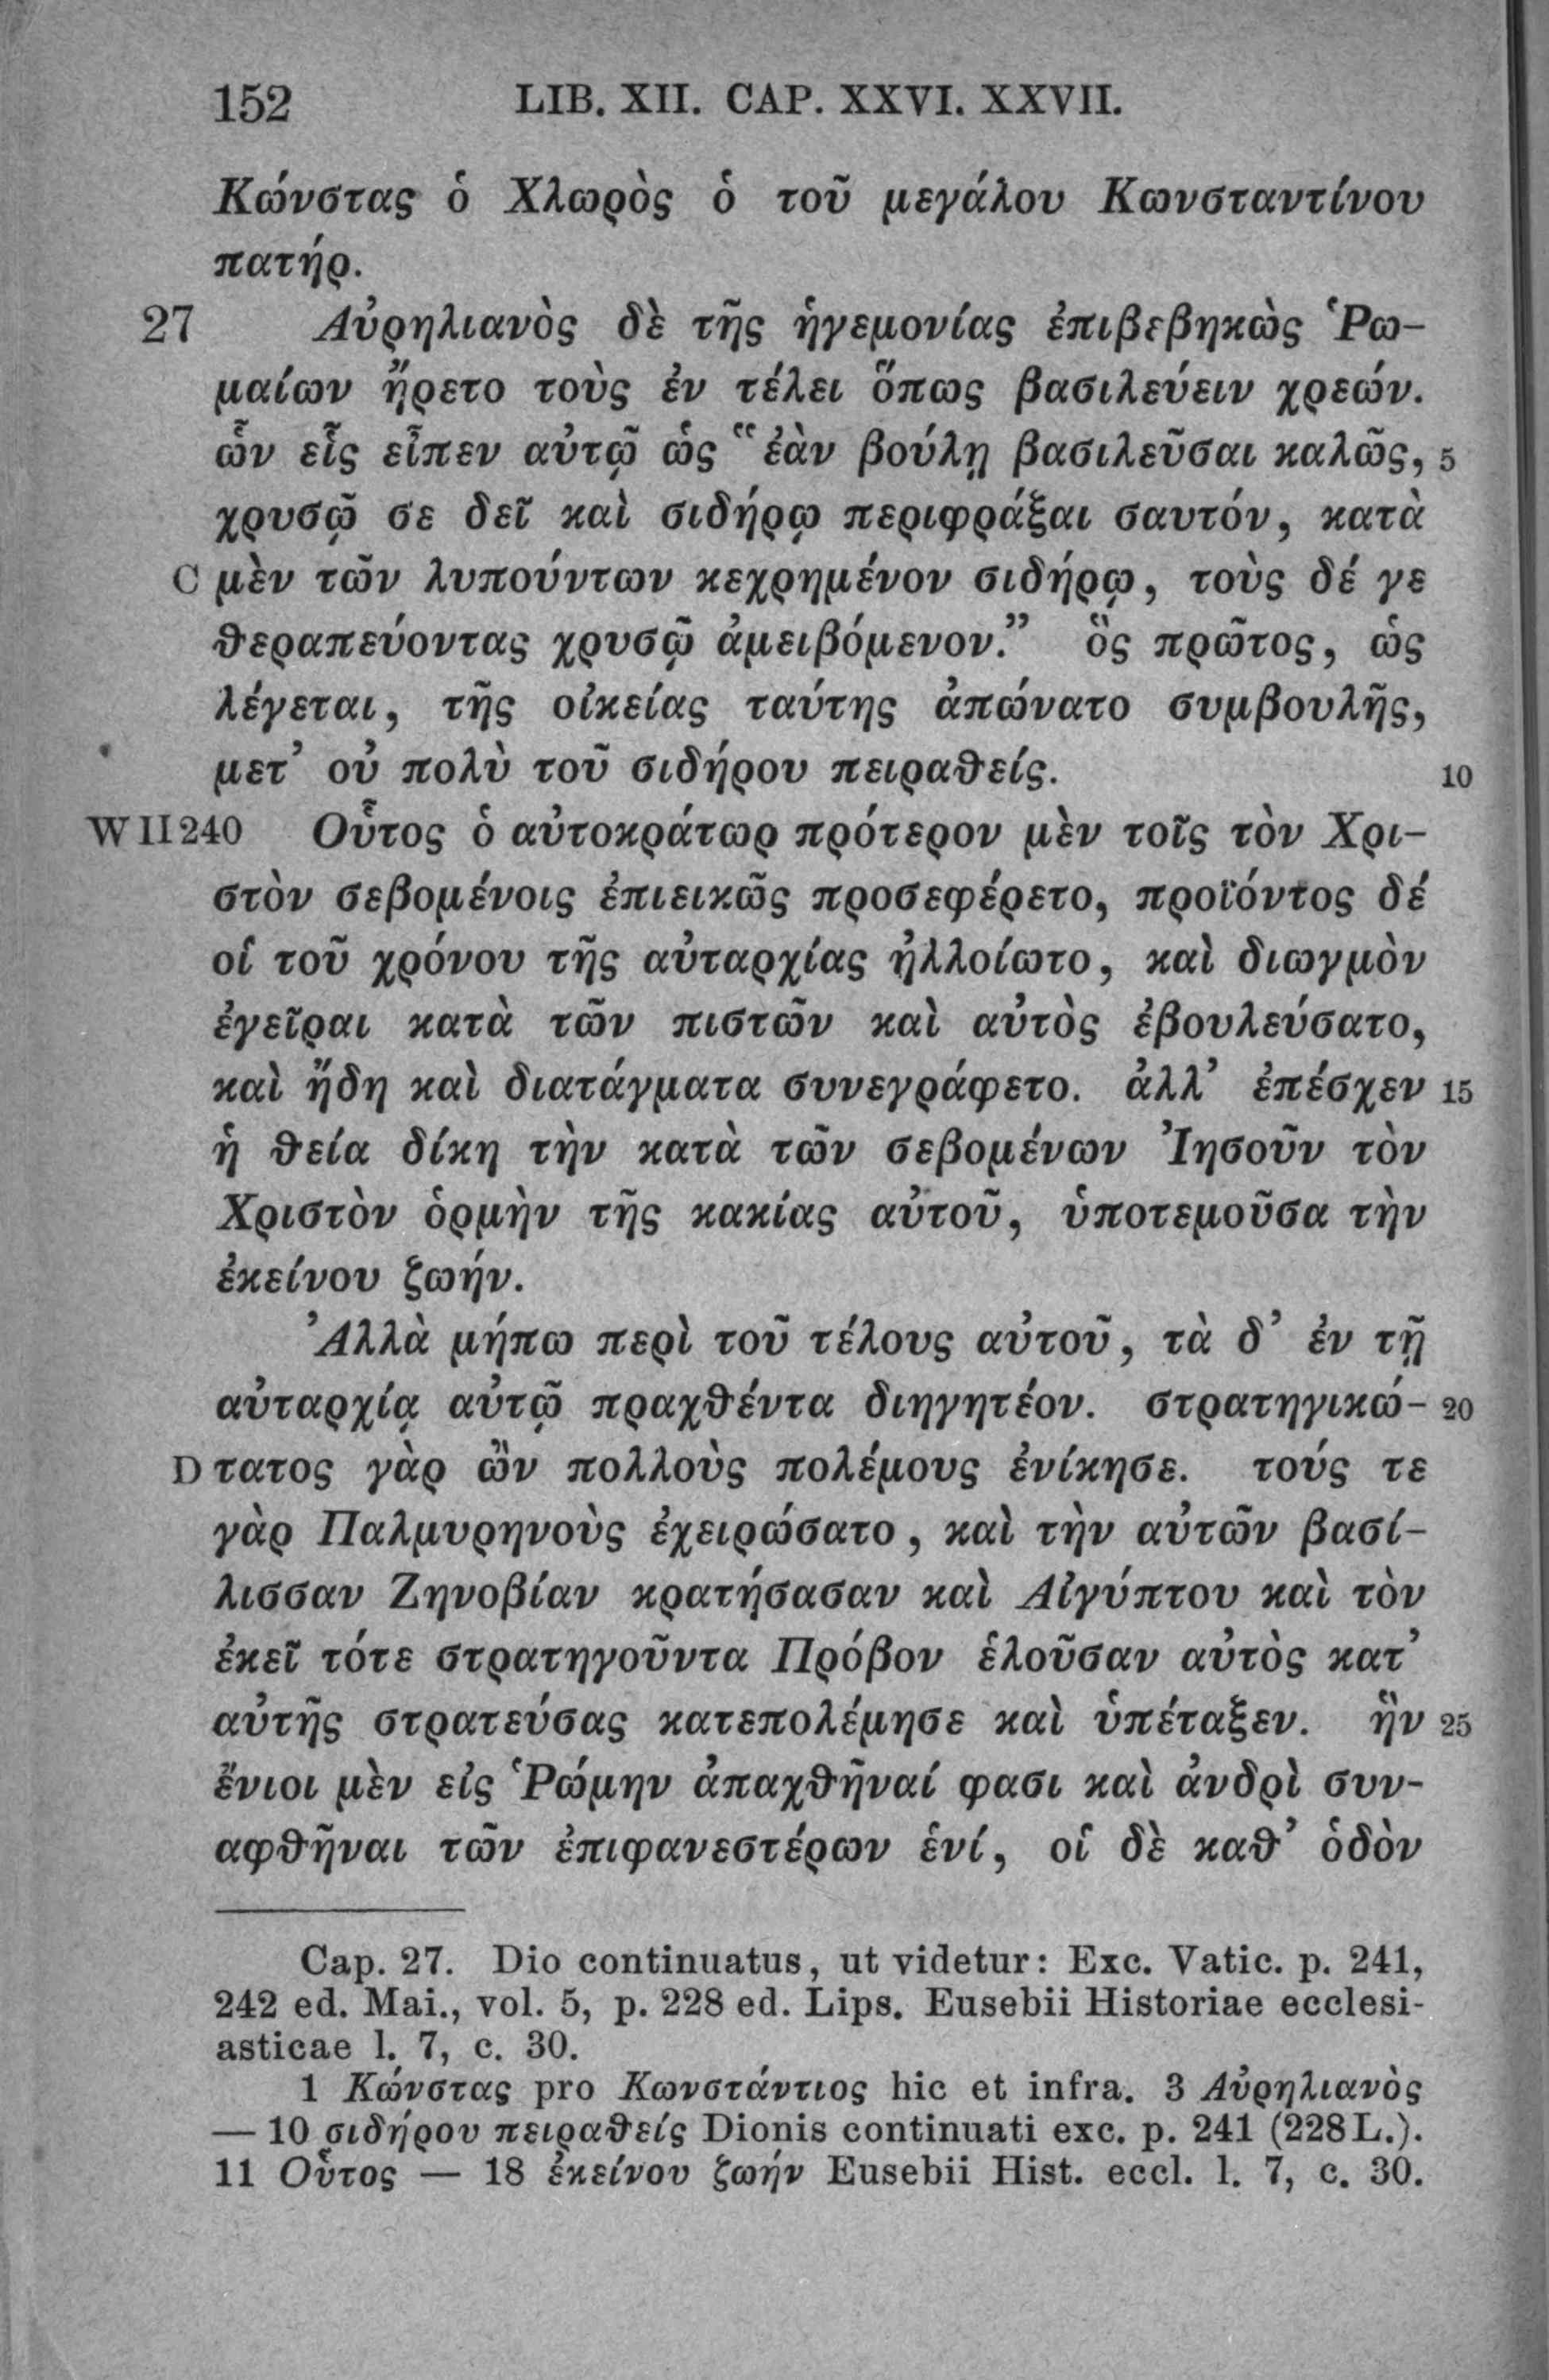 152 LIB. XII. CAP. XXVI. XXVII.
Κώνστας ὁ Χλωρὸς ὁ τοῦ μεγάλου Κωνσταντίνου
πατήρ.
27 Αὐρηλιανὸς δὲ τῆς ἡγεμονίας ἐπιβεβηκὼς Ῥω-
μαίων ἤρετο τοὺς ἐν τέλει ὅπως βασιλεύειν χρεών.
ὧν εἷς εἶπεν αὐτῷ ὡς “ἐὰν βούλῃ βασιλεῦσαι καλῶς, 5
χρυσῷ σε δεῖ καὶ σιδήρῳ περιφράξαι σαυτόν, κατὰ
C μὲν τῶν λυπούντων κεχρημένον σιδήρῳ, τοὺς δέ γε
θεραπεύοντας χρυσῷ ἀμειβόμενον.” ὃς πρῶτος, ὡς
λέγεται, τῆς οἰκείας ταύτης ἀπώνατο συμβουλῆς,
μετ’ οὐ πολὺ τοῦ σιδήρου πειραθείς. 10
W II 240 Οὗτος ὁ αὐτοκράτωρ πρότερον μὲν τοῖς τὸν Χρι-
στὸν σεβομένοις ἐπιεικῶς προσεφέρετο, προϊόντος δέ
οἱ τοῦ χρόνου τῆς αὐταρχίας ἠλλοίωτο, καὶ διωγμὸν
ἐγεῖραι κατὰ τῶν πιστῶν καὶ αὐτὸς ἐβουλεύσατο,
καὶ ἤδη καὶ διατάγματα συνεγράφετο. ἀλλ’ ἐπέσχεν 15
ἡ θεία δίκη τὴν κατὰ τῶν σεβομένων Ἰησοῦν τὸν
Χριστὸν ὁρμὴν τῆς κακίας αὐτοῦ, ὑποτεμοῦσα τὴν
ἐκείνου ζωήν.
Ἀλλὰ μήπω περὶ τοῦ τέλους αὐτοῦ, τὰ δ’ ἐν τῇ
αὐταρχίᾳ αὐτῷ πραχθέντα διηγητέον. στρατηγικώ- 20
D τατος γὰρ ὢν πολλοὺς πολέμους ἐνίκησε. τούς τε
γὰρ Παλμυρηνοὺς ἐχειρώσατο, καὶ τὴν αὐτῶν βασί-
λισσαν Ζηνοβίαν κρατήσασαν καὶ Αἰγύπτου καὶ τὸν
ἐκεῖ τότε στρατηγοῦντα Πρόβον ἑλοῦσαν αὐτὸς κατ’
αὐτῆς στρατεύσας κατεπολέμησε καὶ ὑπέταξεν. ἣν 25
ἔνιοι μὲν εἰς Ῥώμην ἀπαχθῆναί φασι καὶ ἀνδρὶ συν-
αφθῆναι τῶν ἐπιφανεστέρων ἑνί, οἱ δὲ καθ’ ὁδὸν
Cap. 27. Dio continuatus, ut videtur: Exc. Vatic. p. 241,
242 ed. Mai., vol. 5, p. 228 ed. Lips. Eusebii Historiae ecclesi-
asticae l. 7, c. 30.
1 Κώνστας pro Κωνστάντιος hic et infra. 3 Αὐρηλιανὸς
— 10 σιδήρου πειραθείς Dionis continuati exc. p. 241 (228 L.).
11 Οὗτος — 18 ἐκείνου ζωήν Eusebii Hist. eccl. l. 7, c. 30.